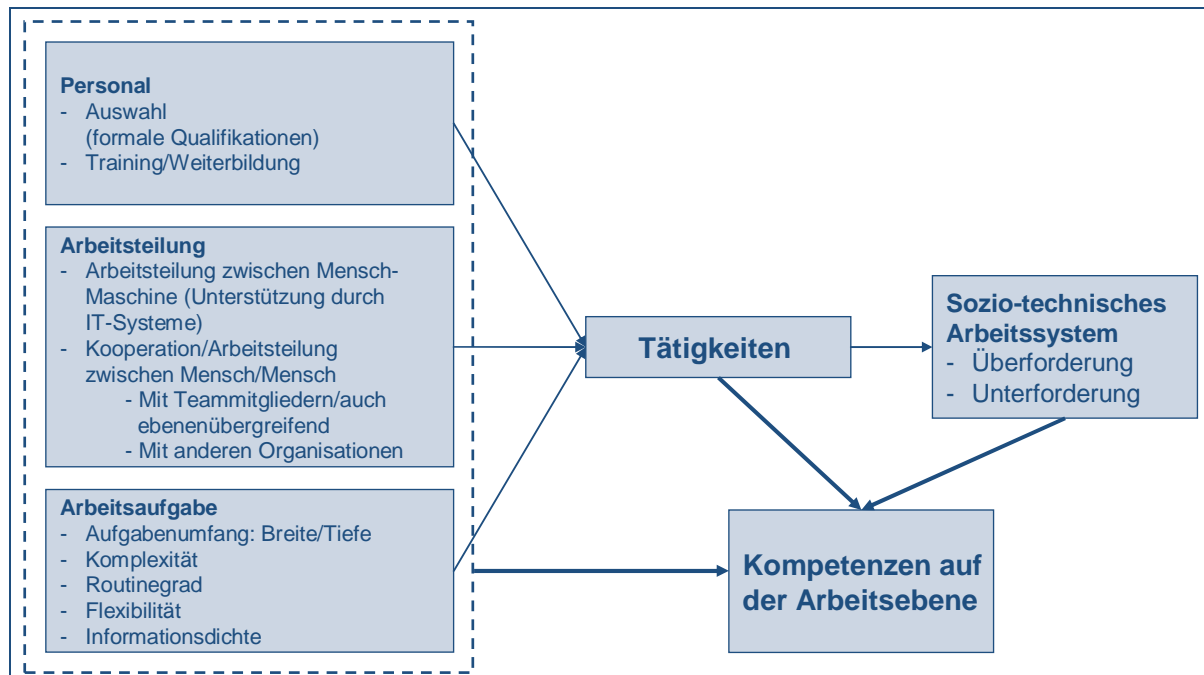 Personal
- Auswahl
(formale Qualifikationen)
- Training/Weiterbildung
Arbeitsteilung
- Arbeitsteilung zwischen Mensch-
Maschine (Unterstützung durch
IT-Systeme)
- Kooperation/Arbeitsteilung
zwischen Mensch/Mensch
- Mit Teammitgliedern/auch
ebenenübergreifend
- Mit anderen Organisationen
Arbeitsaufgabe
- Aufgabenumfang: Breite/Tiefe
- Komplexität
- Routinegrad
- Flexibilität
- Informationsdichte
Tätigkeiten
Sozio-technisches
Arbeitssystem
- Überforderung
- Unterforderung
Kompetenzen auf
der Arbeitsebene